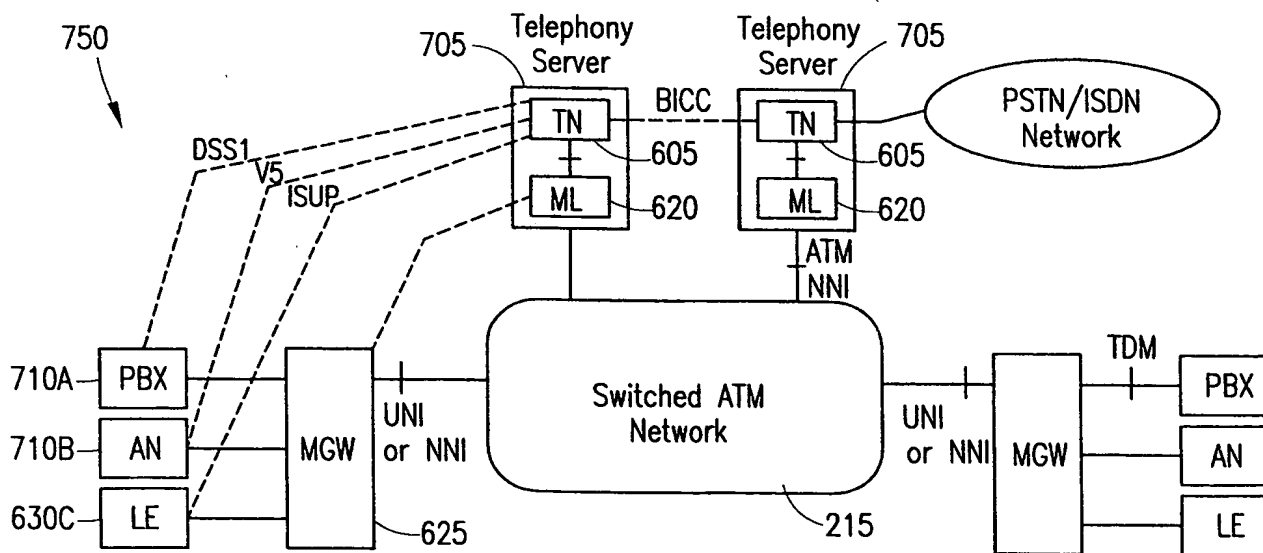 750
705
Telephony
Server
Telephony
Server
705
BICC
TN
TN
PSTN/ISDN
Network
DSS1
V5
ISUP
605
605
ML
620
ML
620
ATM
NNI
710A
PBX
710B
AN
630C
LE
MGW
625
UNI
or NNI
Switched ATM
Network
215
UNI
or NNI
MGW
TDM
PBX
AN
LE